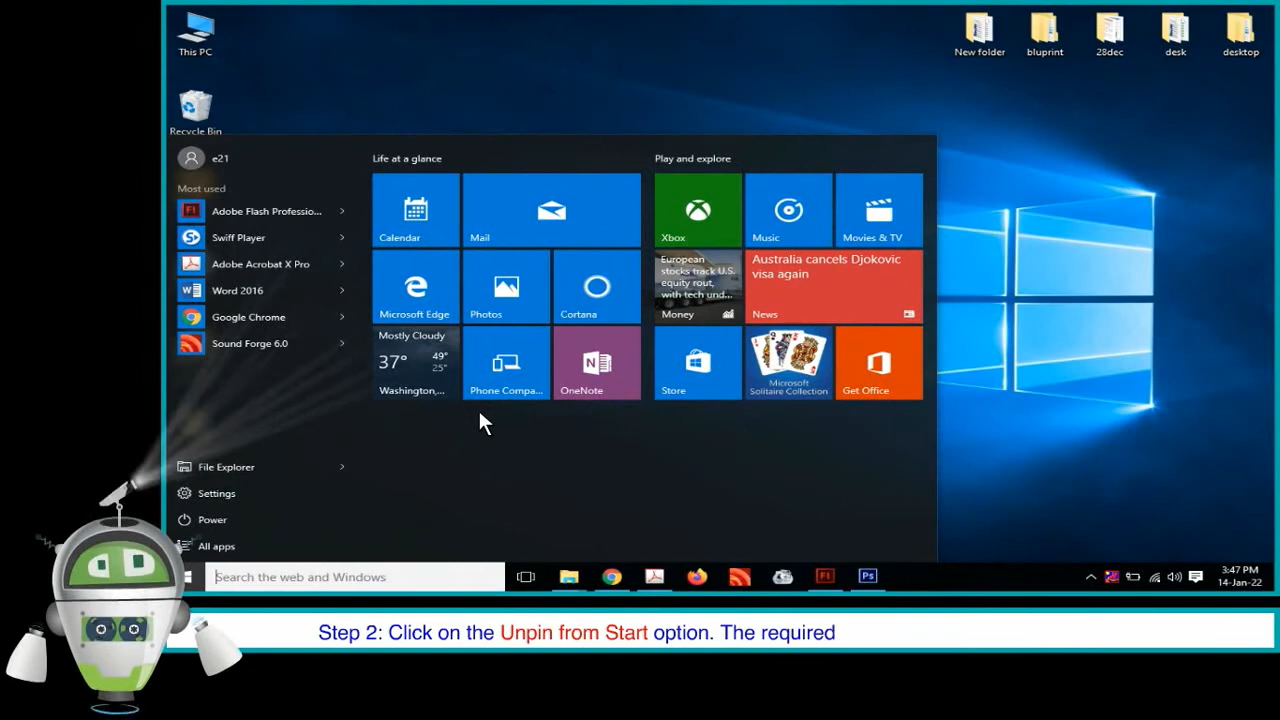 This PC
New folder
bluprint
28dec
desk
desktop
Recycle Bin
e21
Life at a glance
Play and explore
Most used
Adobe Flash Professio...
Swiff Player
Adobe Acrobat X Pro
Word 2016
Google Chrome
Sound Forge 6.0
Calendar
Mail
Xbox
Music
Movies & TV
Microsoft Edge
Photos
Cortana
European
stocks track U.S.
equity rout,
with tech und...
Money
Australia cancels Djokovic
visa again
News
Mostly Cloudy
37°
49°
25°
Washington,...
Phone Compa...
OneNote
Store
Microsoft
Solitaire Collection
Get Office
File Explorer
Settings
Power
All apps
Search the web and Windows
Fl
Ps
3:47 PM
14-Jan-22
Step 2: Click on the Unpin from Start option. The required